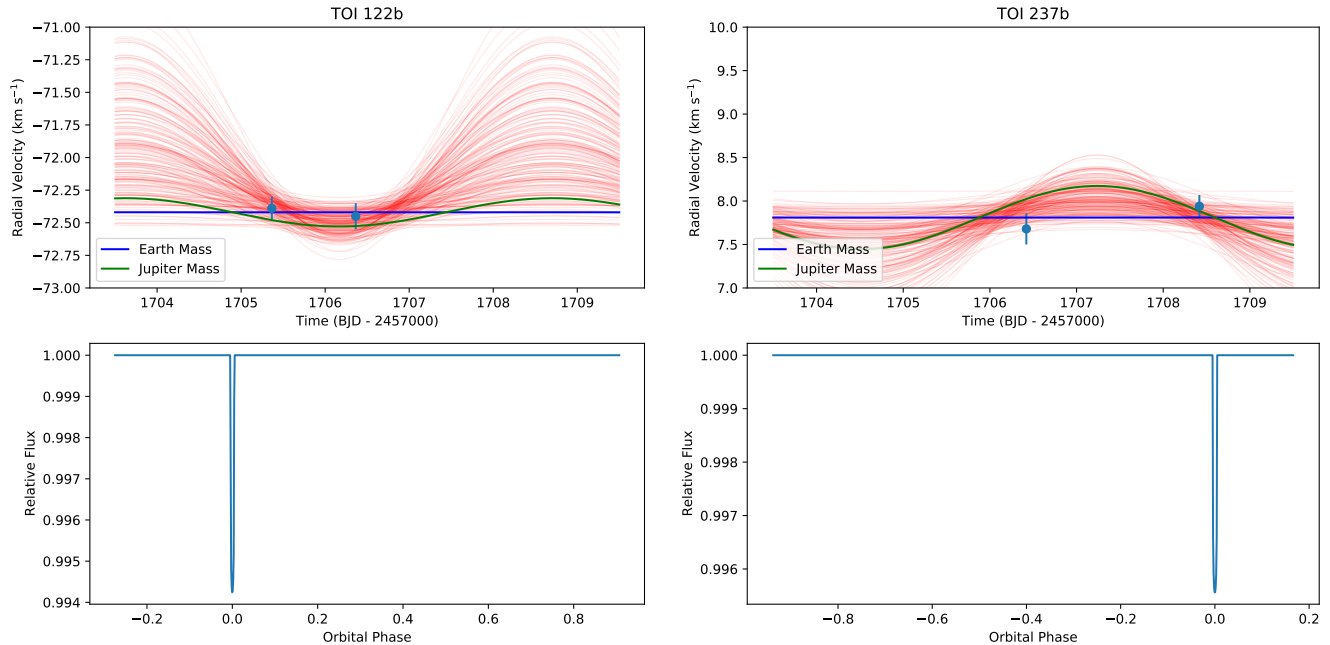 TOI 122b
−71.00
−71.25
−71.50
−71.75
−72.00
−72.25
−72.50
−72.75
−73.00
Radial Velocity (km s⁻¹)
Earth Mass
Jupiter Mass
1704 1705 1706 1707 1708 1709
Time (BJD - 2457000)
TOI 237b
10.0
9.5
9.0
8.5
8.0
7.5
7.0
Radial Velocity (km s⁻¹)
Earth Mass
Jupiter Mass
1704 1705 1706 1707 1708 1709
Time (BJD - 2457000)
1.000
0.999
0.998
0.997
0.996
0.995
0.994
Relative Flux
−0.2 0.0 0.2 0.4 0.6 0.8
Orbital Phase
1.000
0.999
0.998
0.997
0.996
Relative Flux
−0.8 −0.6 −0.4 −0.2 0.0 0.2
Orbital Phase